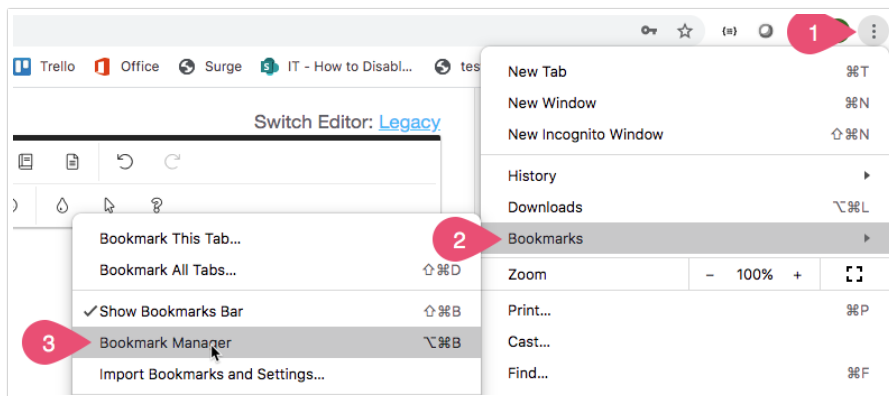 {≡}
1
Trello Office Surge IT - How to Disabl... tes
New Tab ⌘T
New Window ⌘N
New Incognito Window ⇧⌘N
Switch Editor: Legacy
History
Downloads ⌥⌘L
2 Bookmarks
Zoom - 100% +
Print... ⌘P
Cast...
Find... ⌘F
Bookmark This Tab...
Bookmark All Tabs... ⇧⌘D
✓ Show Bookmarks Bar ⇧⌘B
3 Bookmark Manager ⌥⌘B
Import Bookmarks and Settings...